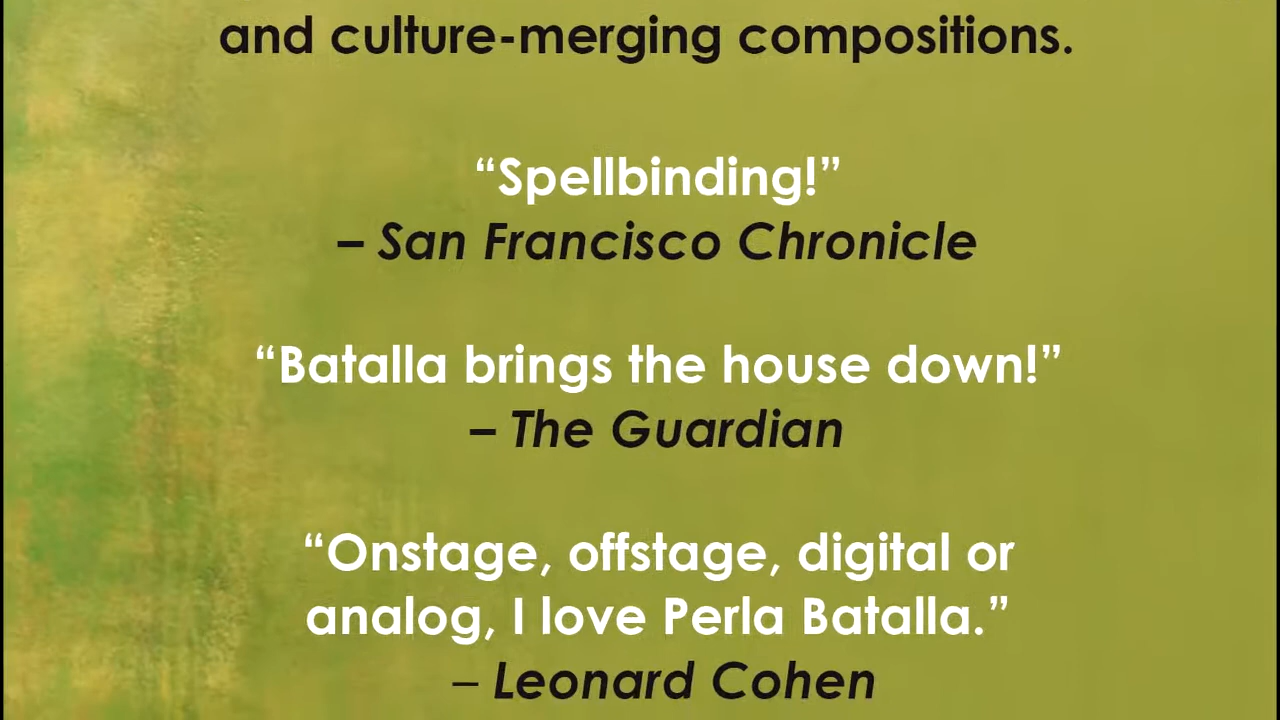 and culture-merging compositions.
“Spellbinding!”
– San Francisco Chronicle
“Batalla brings the house down!”
– The Guardian
“Onstage, offstage, digital or
analog, I love Perla Batalla.”
– Leonard Cohen